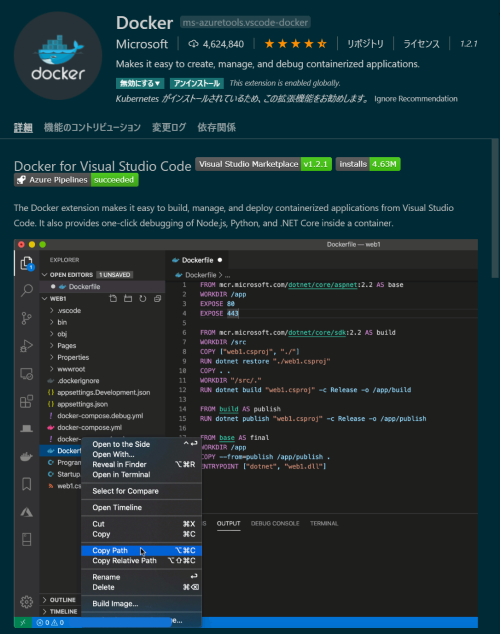 Docker ms-azuretools.vscode-docker
Microsoft 4,624,840 リポジトリ ライセンス 1.2.1
Makes it easy to create, manage, and debug containerized applications.
無効にする▼ アンインストール This extension is enabled globally.
Kubernetes がインストールされているため、この拡張機能をお勧めします。 Ignore Recommendation
docker
詳細 機能のコントリビューション 変更ログ 依存関係
Docker for Visual Studio Code Visual Studio Marketplace v1.2.1 installs 4.63M
Azure Pipelines succeeded
The Docker extension makes it easy to build, manage, and deploy containerized applications from Visual Studio
Code. It also provides one-click debugging of Node.js, Python, and .NET Core inside a container.
Dockerfile — web1
EXPLORER
OPEN EDITORS 1 UNSAVED
Dockerfile
WEB1
.vscode
bin
obj
Pages
Properties
wwwroot
.dockerignore
appsettings.Development.json
appsettings.json
docker-compose.debug.yml
docker-compose.yml
docker-
Dockerf
Program
Startup.
web1.cs
OUTLINE
TIMELINE
0 0
Dockerfile
Dockerfile > ...
1 FROM mcr.microsoft.com/dotnet/core/aspnet:2.2 AS base
2 WORKDIR /app
3 EXPOSE 80
4 EXPOSE 443
5
6 FROM mcr.microsoft.com/dotnet/core/sdk:2.2 AS build
7 WORKDIR /src
8 COPY ["web1.csproj", "./"]
9 RUN dotnet restore "./web1.csproj"
10 COPY . .
11 WORKDIR "/src/."
12 RUN dotnet build "web1.csproj" -c Release -o /app/build
13
14 FROM build AS publish
15 RUN dotnet publish "web1.csproj" -c Release -o /app/publish
16
FROM base AS final
WORKDIR /app
COPY --from=publish /app/publish .
ENTRYPOINT ["dotnet", "web1.dll"]
OUTPUT DEBUG CONSOLE TERMINAL
Open to the Side ^⏎
Open With...
Reveal in Finder ⌥⌘R
Open in Terminal
Select for Compare
Open Timeline
Cut ⌘X
Copy ⌘C
Copy Path ⌥⌘C
Copy Relative Path ⌥⇧⌘C
Rename ⏎
Delete ⌘⌫
Build Image...